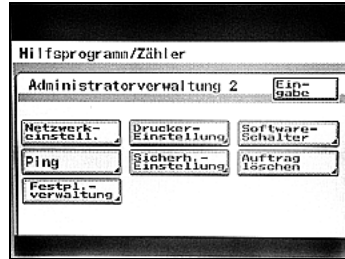 Hilfsprogramm/Zähler
Administratorverwaltung 2
Ein-
gabe
Netzwerk-
einstell.
Drucker-
Einstellung
Software-
Schalter
Ping
Sicherh.-
Einstellung
Auftrag
löschen
Festpl.-
verwaltung